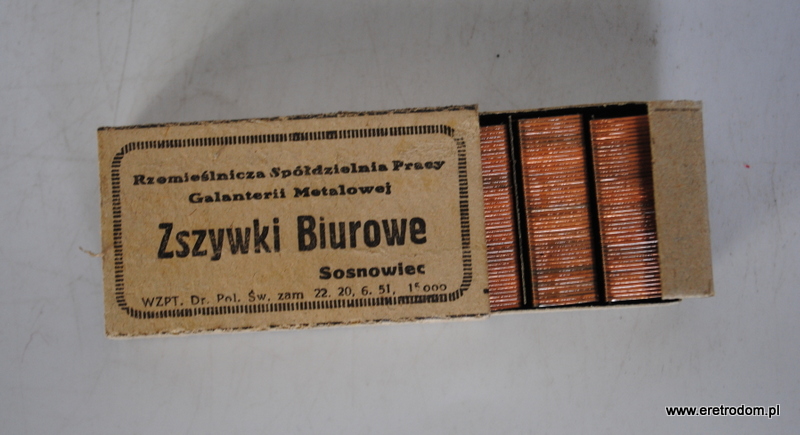 Rzemieślnicza Spółdzielnia Pracy
Galanterii Metalowej
Zszywki Biurowe
Sosnowiec
WZPT. Dr. Pol. Św. zam 22. 20, 6. 51, 15000
www.eretrodom.pl